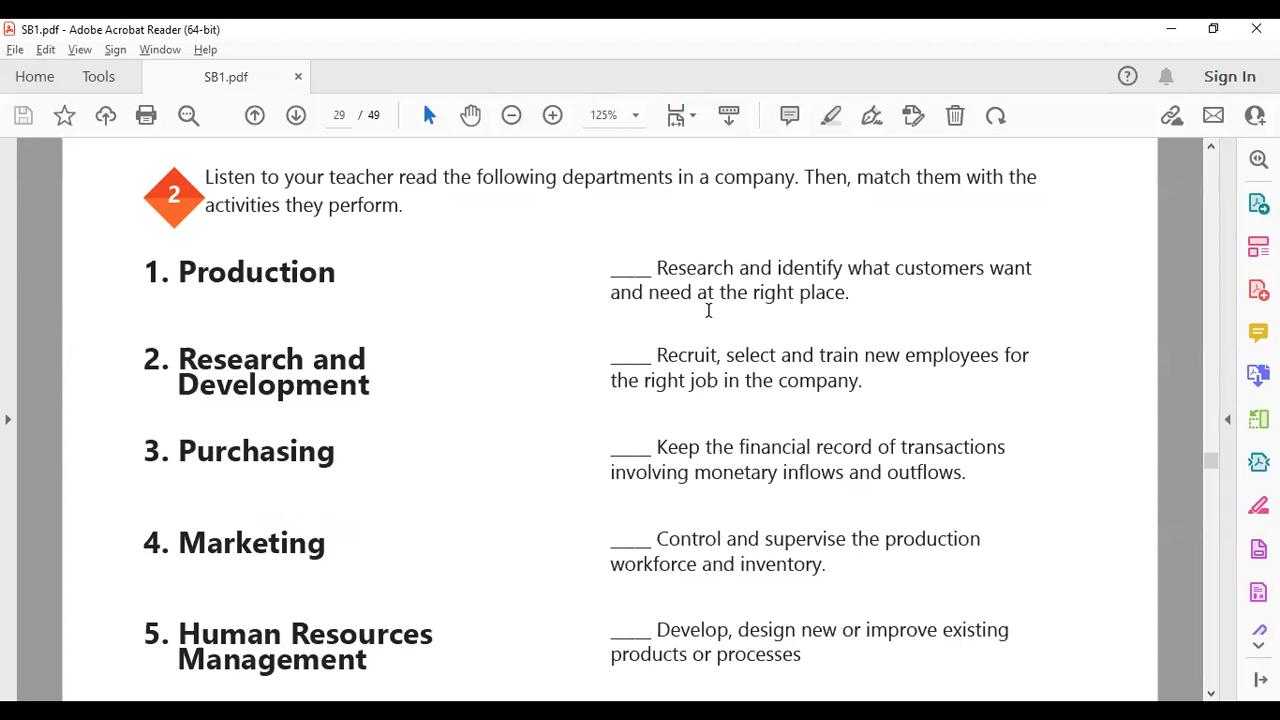 SB1.pdf - Adobe Acrobat Reader (64-bit)
File Edit View Sign Window Help
Home Tools SB1.pdf × Sign In
29 / 49 125%
2
Listen to your teacher read the following departments in a company. Then, match them with the
activities they perform.
1. Production
_____ Research and identify what customers want
and need at the right place.
2. Research and
Development
_____ Recruit, select and train new employees for
the right job in the company.
3. Purchasing
_____ Keep the financial record of transactions
involving monetary inflows and outflows.
4. Marketing
_____ Control and supervise the production
workforce and inventory.
5. Human Resources
Management
_____ Develop, design new or improve existing
products or processes